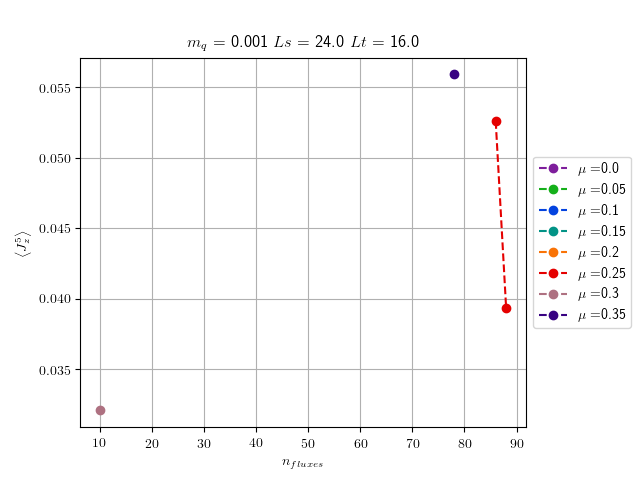 m_q = 0.001 Ls = 24.0 Lt = 16.0
0.055
0.050
0.045
0.040
0.035
⟨J_z^5⟩
10 20 30 40 50 60 70 80 90
n_{fluxes}
μ =0.0
μ =0.05
μ =0.1
μ =0.15
μ =0.2
μ =0.25
μ =0.3
μ =0.35